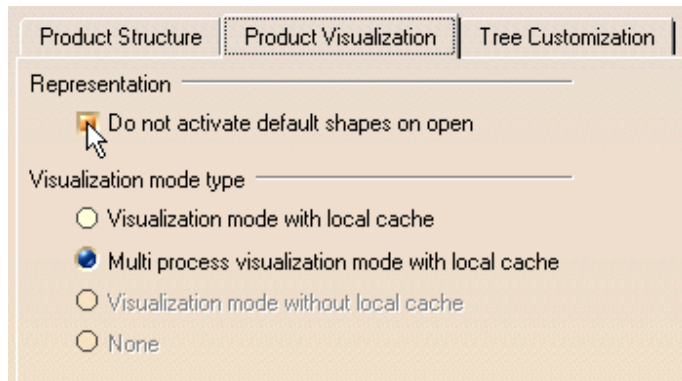 Product Structure Product Visualization Tree Customization
Representation
Do not activate default shapes on open
Visualization mode type
Visualization mode with local cache
Multi process visualization mode with local cache
Visualization mode without local cache
None